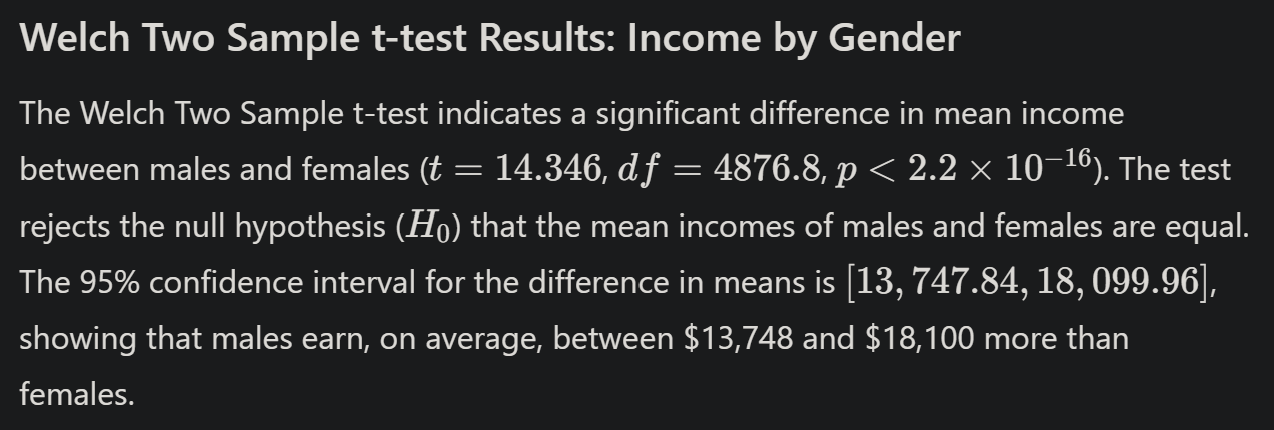 Welch Two Sample t-test Results: Income by Gender
The Welch Two Sample t-test indicates a significant difference in mean income
between males and females (t = 14.346, df = 4876.8, p < 2.2 × 10⁻¹⁶). The test
rejects the null hypothesis (H₀) that the mean incomes of males and females are equal.
The 95% confidence interval for the difference in means is [13, 747.84, 18, 099.96],
showing that males earn, on average, between $13,748 and $18,100 more than
females.